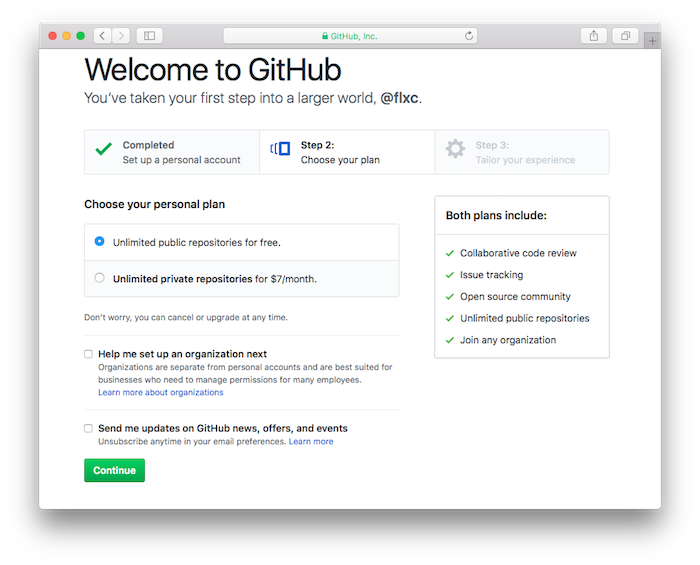 GitHub, Inc.
Welcome to GitHub
You've taken your first step into a larger world, @flxc.
Completed
Set up a personal account
Step 2:
Choose your plan
Step 3:
Tailor your experience
Choose your personal plan
Unlimited public repositories for free.
Unlimited private repositories for $7/month.
Don't worry, you can cancel or upgrade at any time.
Help me set up an organization next
Organizations are separate from personal accounts and are best suited for
businesses who need to manage permissions for many employees.
Learn more about organizations
Send me updates on GitHub news, offers, and events
Unsubscribe anytime in your email preferences. Learn more
Continue
Both plans include:
Collaborative code review
Issue tracking
Open source community
Unlimited public repositories
Join any organization